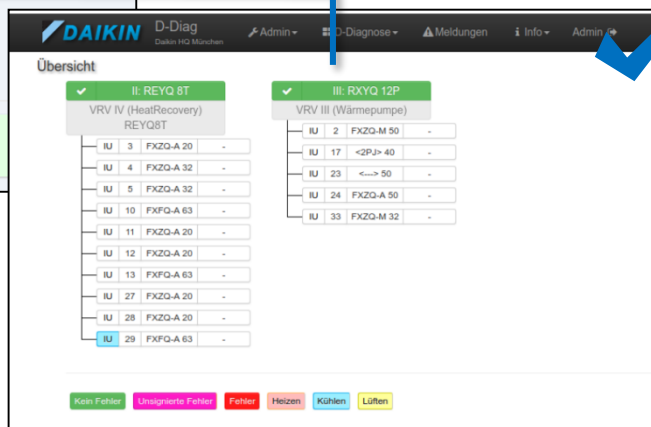 DAIKIN
D-Diag
Daikin HQ München
Admin
D-Diagnose
Meldungen
Info
Admin
Übersicht
II: REYQ 8T
VRV IV (HeatRecovery)
REYQ8T
IU 3 FXZQ-A 20 -
IU 4 FXZQ-A 32 -
IU 5 FXZQ-A 32 -
IU 10 FXFQ-A 63 -
IU 11 FXZQ-A 20 -
IU 12 FXZQ-A 20 -
IU 13 FXFQ-A 63 -
IU 27 FXZQ-A 20 -
IU 28 FXZQ-A 20 -
IU 29 FXFQ-A 63 -
III: RXYQ 12P
VRV III (Wärmepumpe)
IU 2 FXZQ-M 50 -
IU 17 <2PJ> 40 -
IU 23 <---> 50 -
IU 24 FXZQ-A 50 -
IU 33 FXZQ-M 32 -
Kein Fehler
Unsignierte Fehler
Fehler
Heizen
Kühlen
Lüften